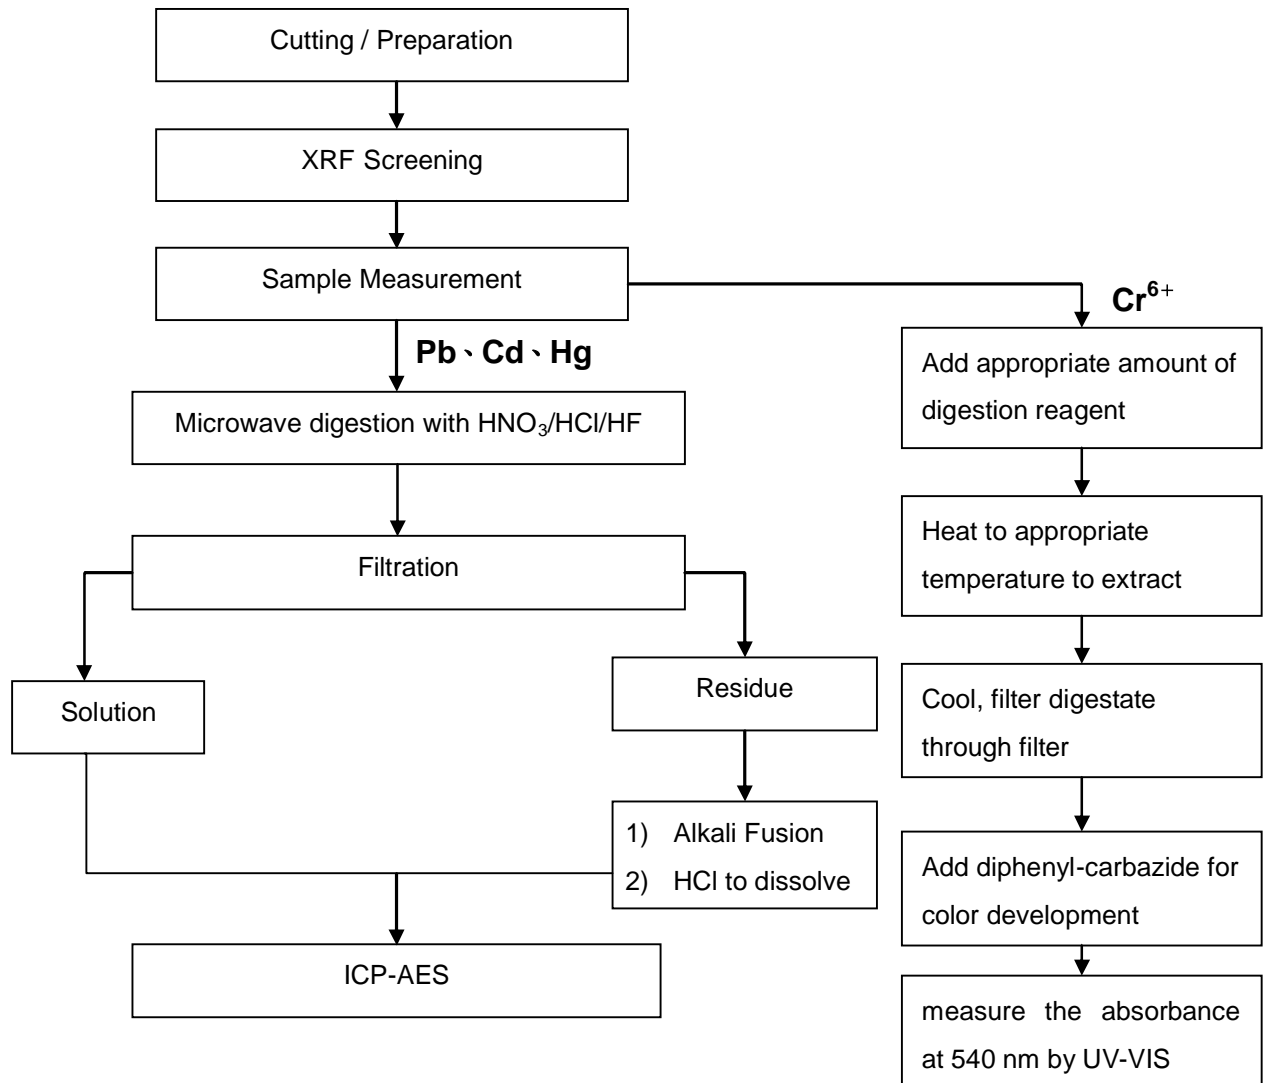 Cutting / Preparation
XRF Screening
Sample Measurement
Pb、Cd、Hg
Microwave digestion with HNO₃/HCl/HF
Filtration
Solution
Residue
1) Alkali Fusion
2) HCl to dissolve
ICP-AES
Cr⁶⁺
Add appropriate amount of
digestion reagent
Heat to appropriate
temperature to extract
Cool, filter digestate
through filter
Add diphenyl-carbazide for
color development
measure the absorbance
at 540 nm by UV-VIS